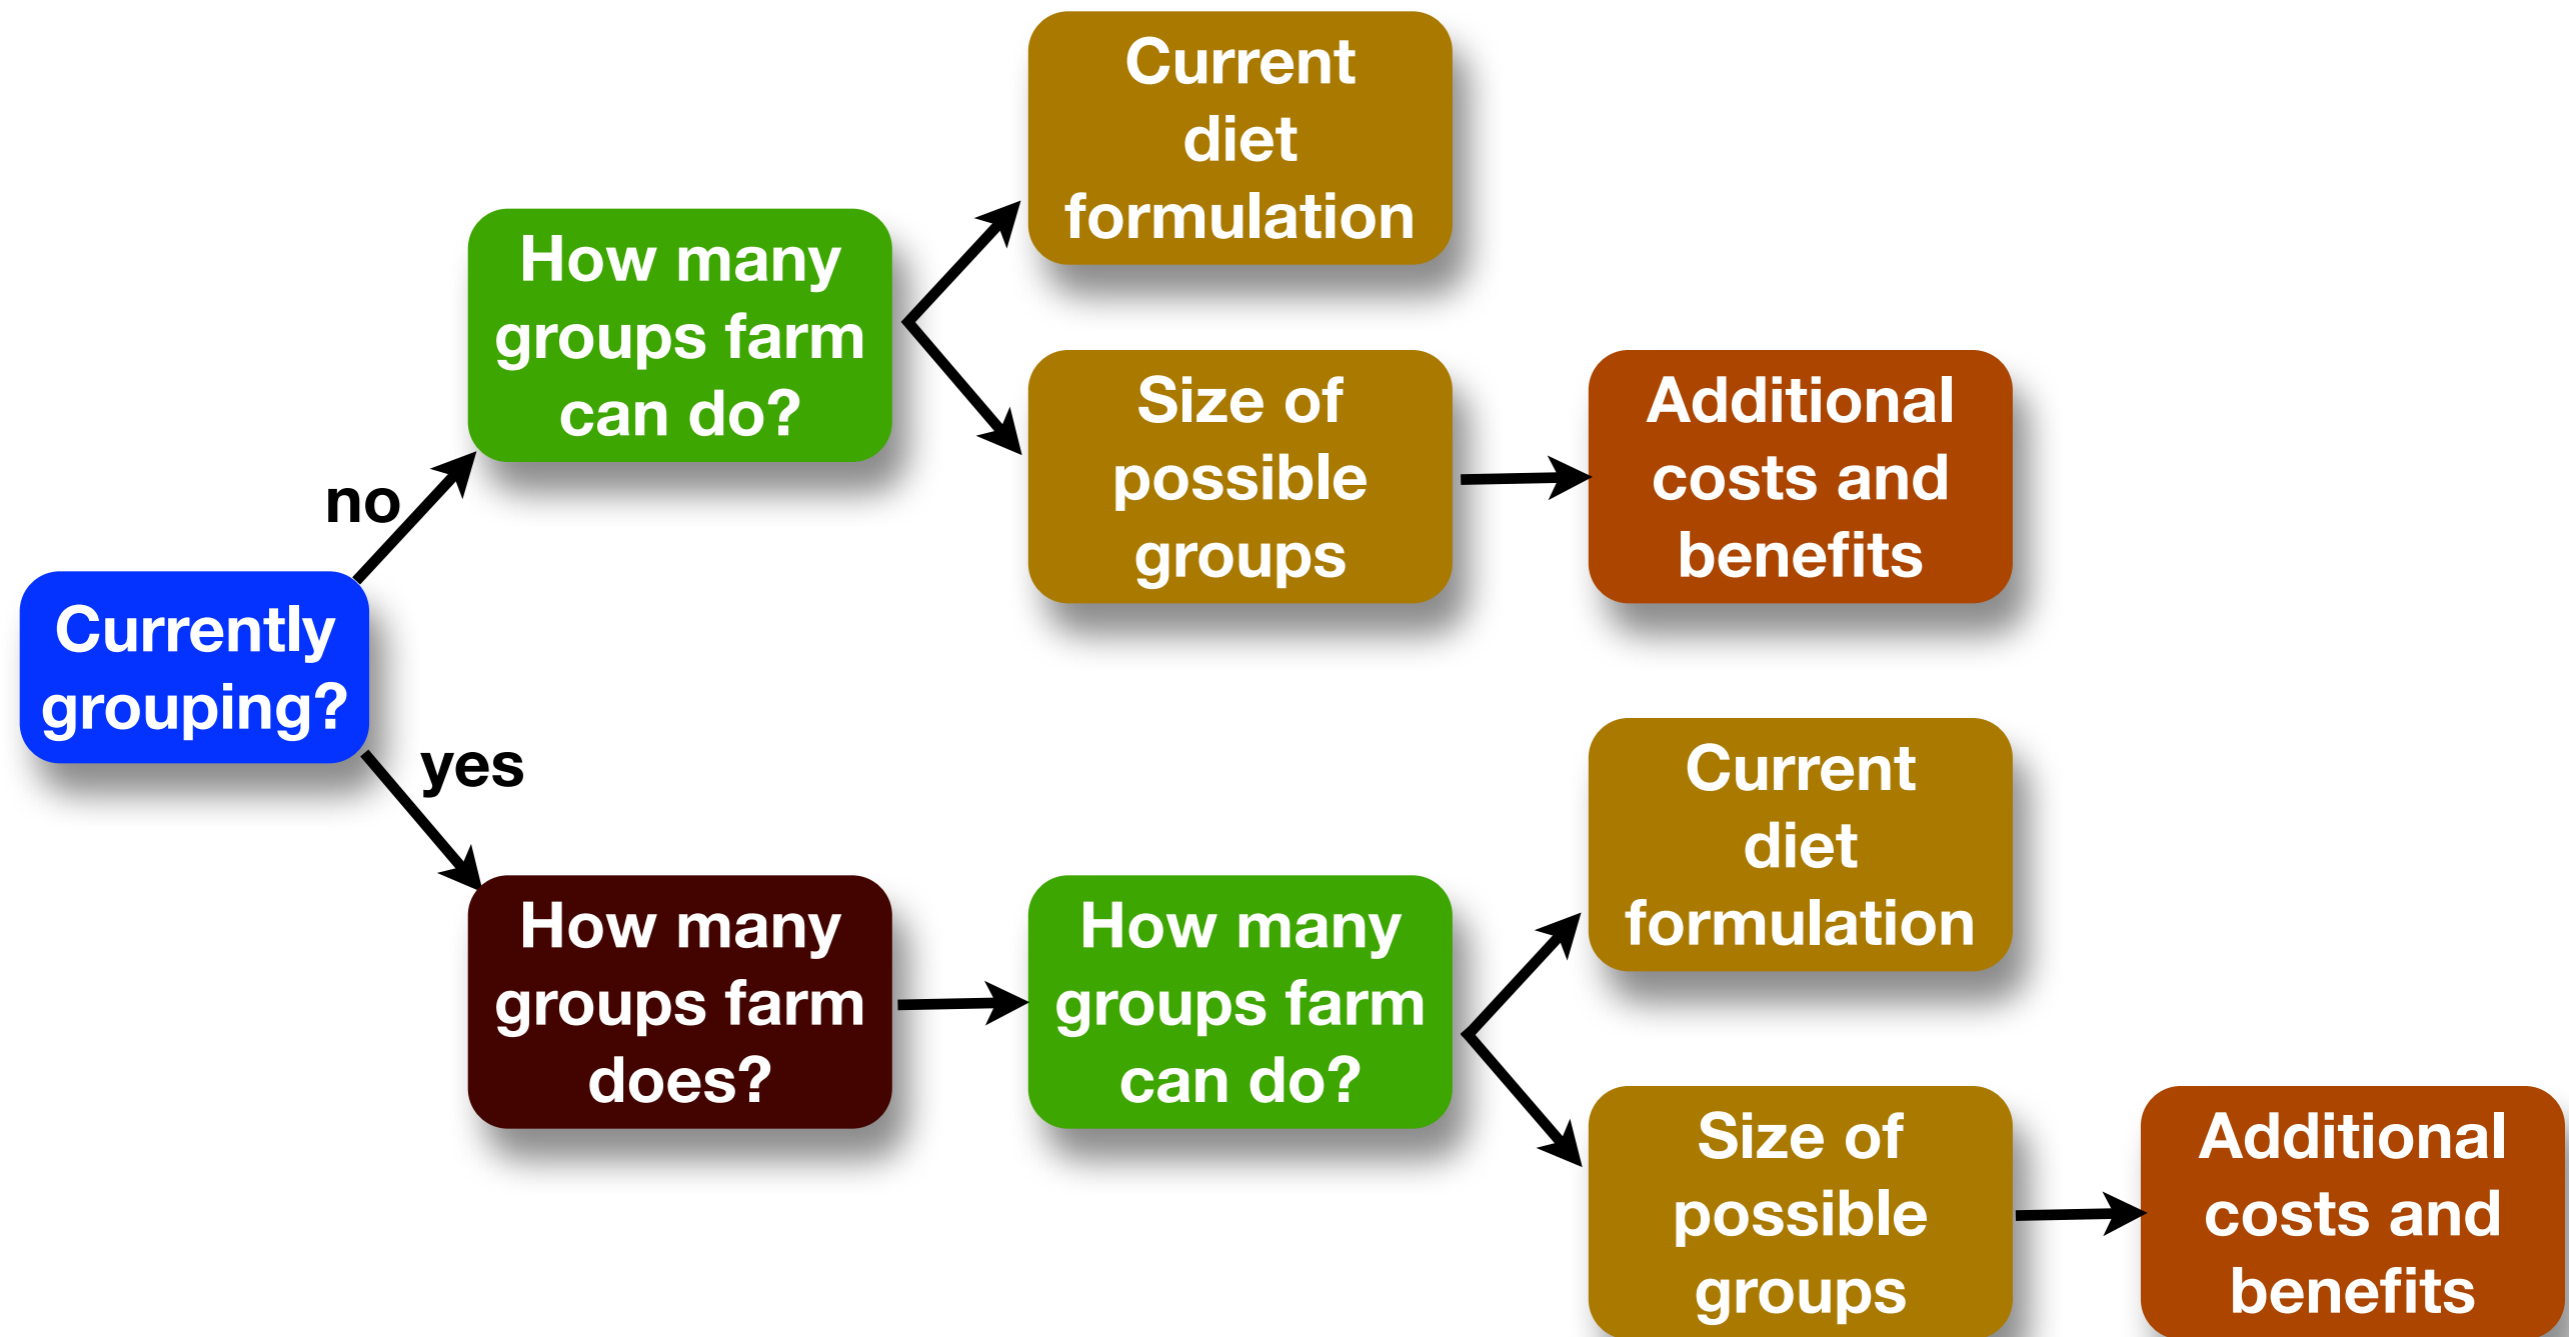 Current
diet
formulation
How many
groups farm
can do?
Size of
possible
groups
Additional
costs and
benefits
no
Currently
grouping?
yes
Current
diet
formulation
How many
groups farm
does?
How many
groups farm
can do?
Size of
possible
groups
Additional
costs and
benefits